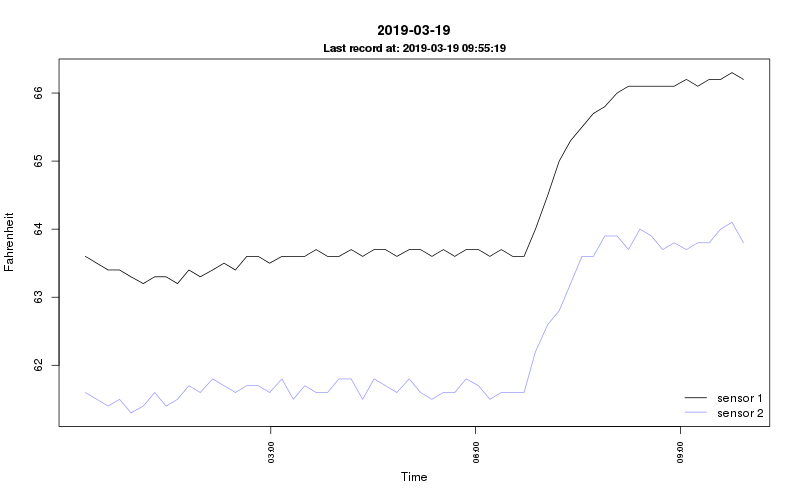 2019-03-19
Last record at: 2019-03-19 09:55:19
66
65
64
63
62
Fahrenheit
sensor 1
sensor 2
03:00
06:00
09:00
Time